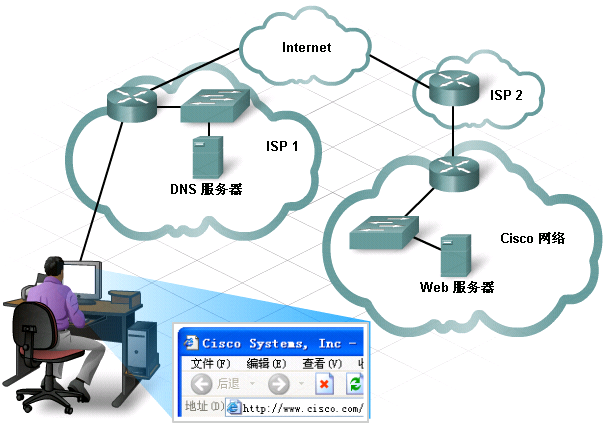 Internet
ISP 2
ISP 1
DNS 服务器
Cisco 网络
Web 服务器
Cisco Systems, Inc -
文件(F) 编辑(E) 查看(V)
后退
地址(D) http://www.cisco.com/